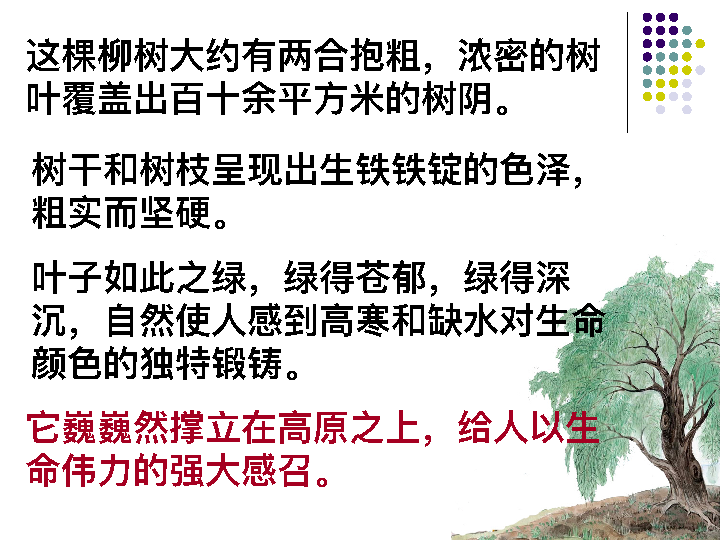 这棵柳树大约有两合抱粗，浓密的树
叶覆盖出百十余平方米的树阴。
树干和树枝呈现出生铁铁锭的色泽，
粗实而坚硬。
叶子如此之绿，绿得苍郁，绿得深
沉，自然使人感到高寒和缺水对生命
颜色的独特锻铸。
它巍巍然撑立在高原之上，给人以生
命伟力的强大感召。